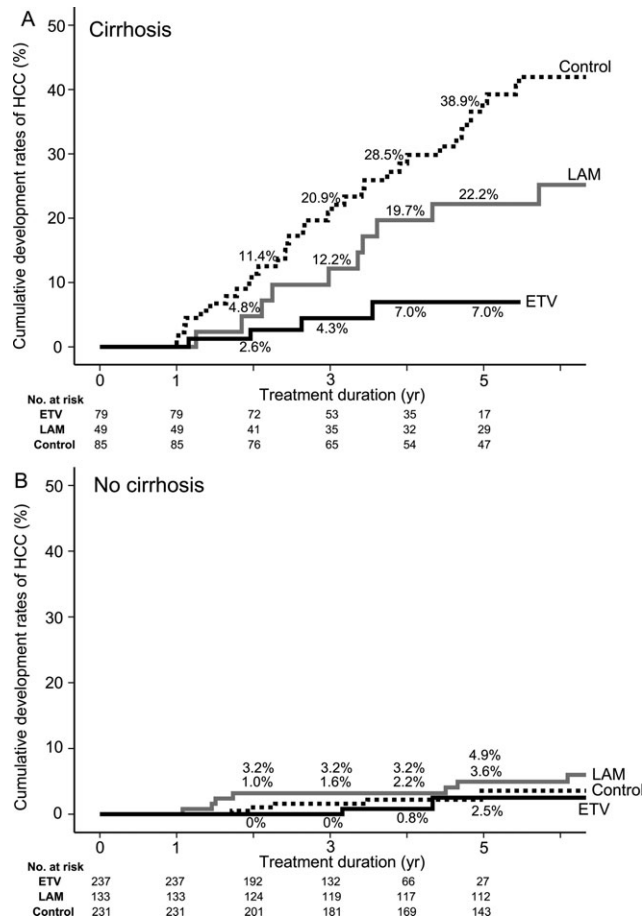 A
Cirrhosis
Cumulative development rates of HCC (%)
50
40
30
20
10
0
Control
38.9%
28.5%
20.9%
11.4%
LAM
22.2%
19.7%
12.2%
4.8%
ETV
7.0% 7.0%
4.3%
2.6%
0 1 3 5
Treatment duration (yr)
No. at risk
ETV 79 79 72 53 35 17
LAM 49 49 41 35 32 29
Control 85 85 76 65 54 47
B
No cirrhosis
Cumulative development rates of HCC (%)
50
40
30
20
10
0
4.9%
3.2% 3.2% 3.2% 3.6%
1.0% 1.6% 2.2%
LAM
Control
ETV
0% 0% 0.8% 2.5%
0 1 3 5
Treatment duration (yr)
No. at risk
ETV 237 237 192 132 66 27
LAM 133 133 124 119 117 112
Control 231 231 201 181 169 143